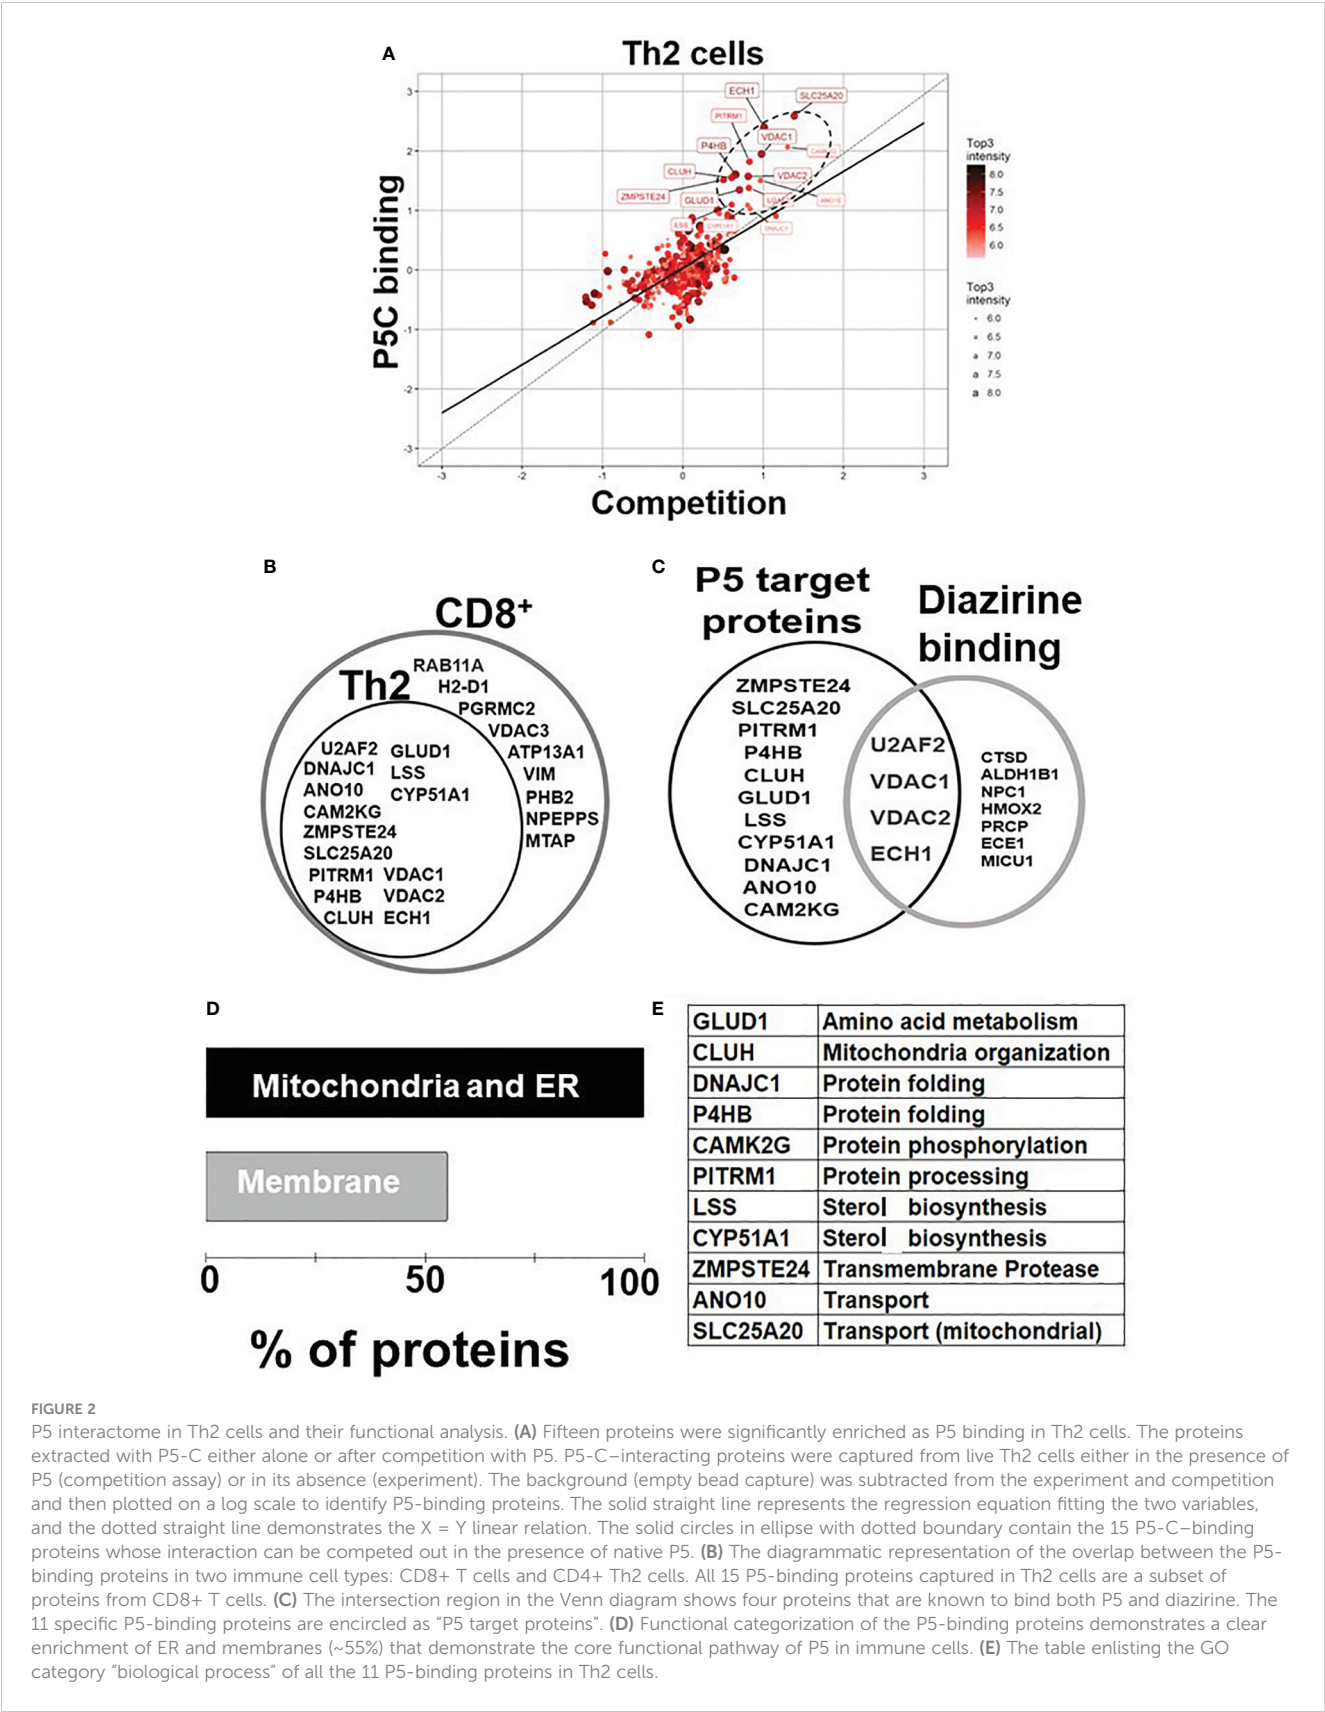 A
Th2 cells
ECH1
SLC25A20
PITRM1
VDAC1
P4HB
CLUH
VDAC2
ZMPSTE24
GLUD1
ANO10
LSS
CYP51A1
DNAJC1
3
2
1
0
-1
-2
-3
P5C binding
-3
-2
-1
0
1
2
3
Competition
Top3
intensity
8.0
7.5
7.0
6.5
6.0
Top3
intensity
6.0
6.5
a 7.0
a 7.5
a 8.0
B
CD8+
Th2
RAB11A
H2-D1
PGRMC2
VDAC3
ATP13A1
VIM
PHB2
NPEPPS
MTAP
U2AF2 GLUD1
DNAJC1 LSS
ANO10 CYP51A1
CAM2KG
ZMPSTE24
SLC25A20
PITRM1 VDAC1
P4HB VDAC2
CLUH ECH1
C
P5 target
proteins
Diazirine
binding
ZMPSTE24
SLC25A20
PITRM1
P4HB
CLUH
GLUD1
LSS
CYP51A1
DNAJC1
ANO10
CAM2KG
U2AF2
VDAC1
VDAC2
ECH1
CTSD
ALDH1B1
NPC1
HMOX2
PRCP
ECE1
MICU1
D
Mitochondria and ER
Membrane
0 50 100
% of proteins
E
GLUD1 Amino acid metabolism
CLUH Mitochondria organization
DNAJC1 Protein folding
P4HB Protein folding
CAMK2G Protein phosphorylation
PITRM1 Protein processing
LSS Sterol biosynthesis
CYP51A1 Sterol biosynthesis
ZMPSTE24 Transmembrane Protease
ANO10 Transport
SLC25A20 Transport (mitochondrial)
FIGURE 2
P5 interactome in Th2 cells and their functional analysis. (A) Fifteen proteins were significantly enriched as P5 binding in Th2 cells. The proteins
extracted with P5-C either alone or after competition with P5. P5-C–interacting proteins were captured from live Th2 cells either in the presence of
P5 (competition assay) or in its absence (experiment). The background (empty bead capture) was subtracted from the experiment and competition
and then plotted on a log scale to identify P5-binding proteins. The solid straight line represents the regression equation fitting the two variables,
and the dotted straight line demonstrates the X = Y linear relation. The solid circles in ellipse with dotted boundary contain the 15 P5-C–binding
proteins whose interaction can be competed out in the presence of native P5. (B) The diagrammatic representation of the overlap between the P5-
binding proteins in two immune cell types: CD8+ T cells and CD4+ Th2 cells. All 15 P5-binding proteins captured in Th2 cells are a subset of
proteins from CD8+ T cells. (C) The intersection region in the Venn diagram shows four proteins that are known to bind both P5 and diazirine. The
11 specific P5-binding proteins are encircled as "P5 target proteins". (D) Functional categorization of the P5-binding proteins demonstrates a clear
enrichment of ER and membranes (~55%) that demonstrate the core functional pathway of P5 in immune cells. (E) The table enlisting the GO
category "biological process" of all the 11 P5-binding proteins in Th2 cells.